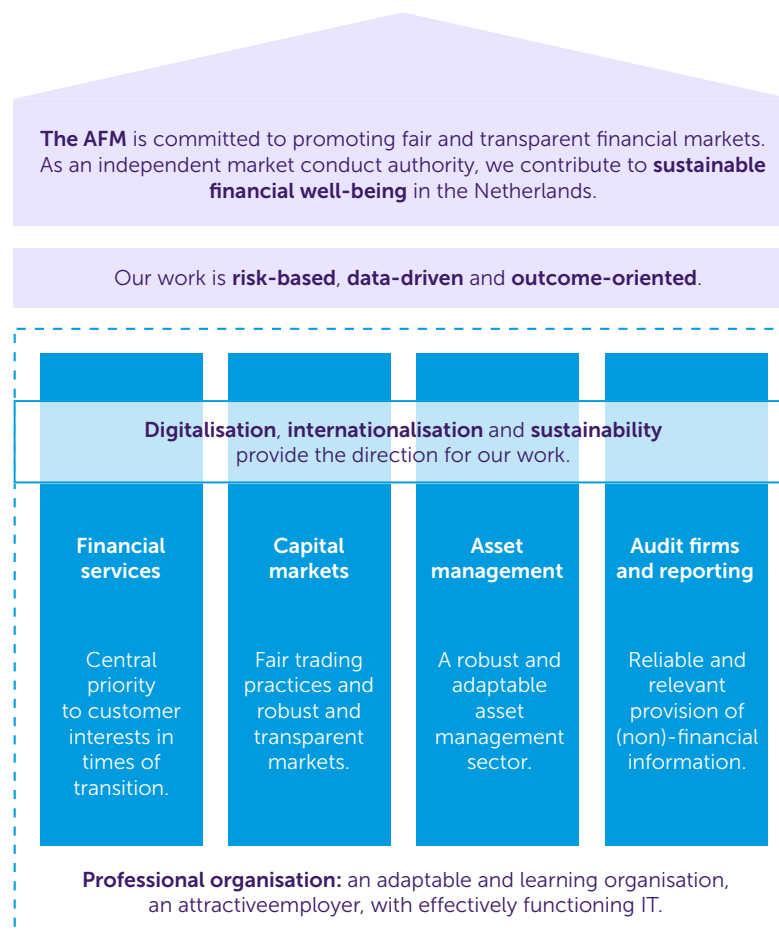 The AFM is committed to promoting fair and transparent financial markets.
As an independent market conduct authority, we contribute to sustainable
financial well-being in the Netherlands.
Our work is risk-based, data-driven and outcome-oriented.
Digitalisation, internationalisation and sustainability
provide the direction for our work.
Financial
services
Central
priority
to customer
interests in
times of
transition.
Capital
markets
Fair trading
practices and
robust and
transparent
markets.
Asset
management
A robust and
adaptable
asset
management
sector.
Audit firms
and reporting
Reliable and
relevant
provision of
(non)-financial
information.
Professional organisation: an adaptable and learning organisation,
an attractiveemployer, with effectively functioning IT.